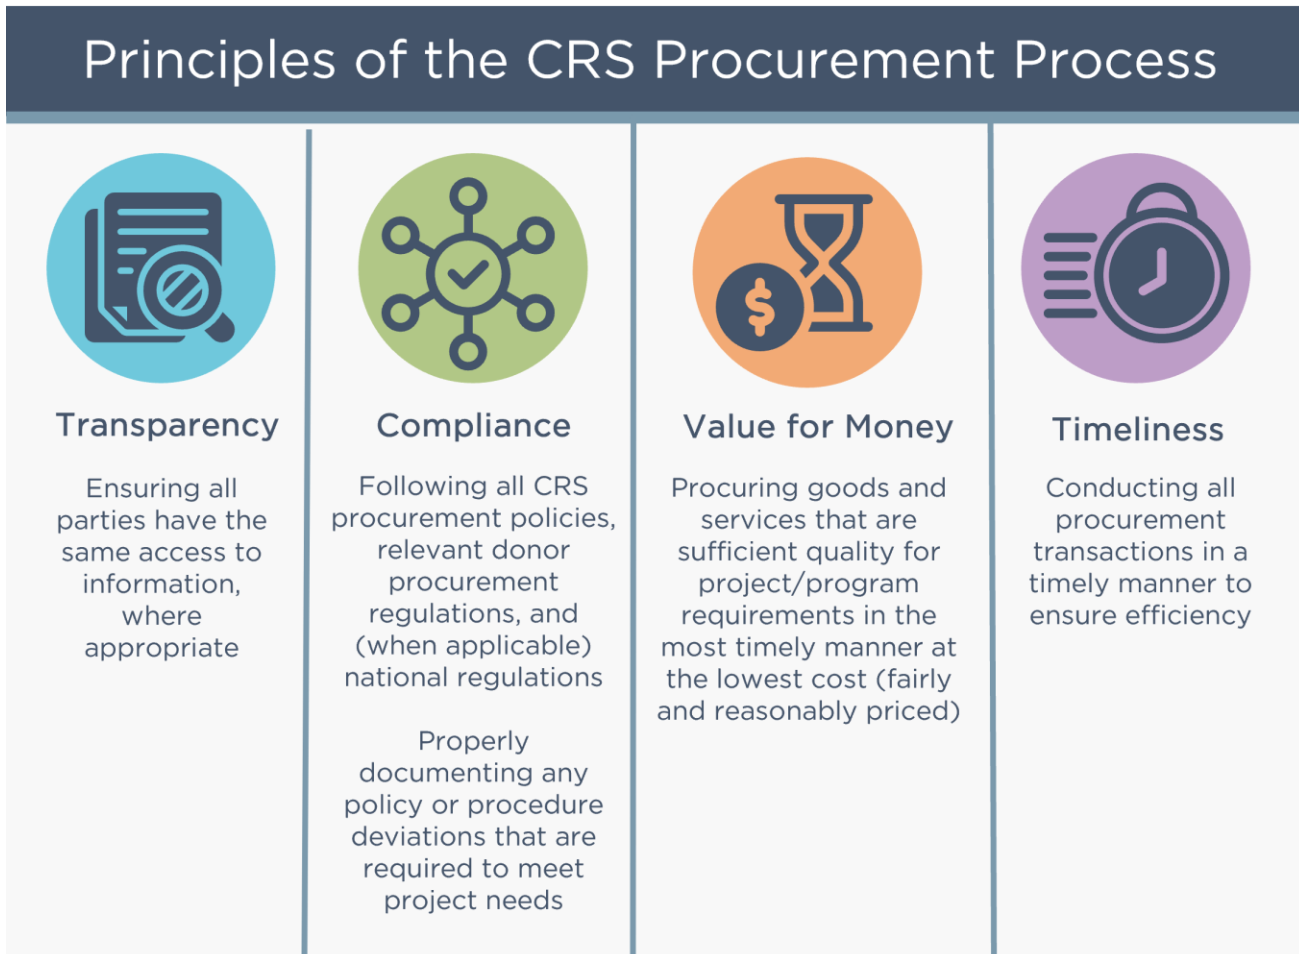 Principles of the CRS Procurement Process
Transparency
Ensuring all
parties have the
same access to
information,
where
appropriate
Compliance
Following all CRS
procurement policies,
relevant donor
procurement
regulations, and
(when applicable)
national regulations
Properly
documenting any
policy or procedure
deviations that are
required to meet
project needs
$
Value for Money
Procuring goods and
services that are
sufficient quality for
project/program
requirements in the
most timely manner at
the lowest cost (fairly
and reasonably priced)
Timeliness
Conducting all
procurement
transactions in a
timely manner to
ensure efficiency